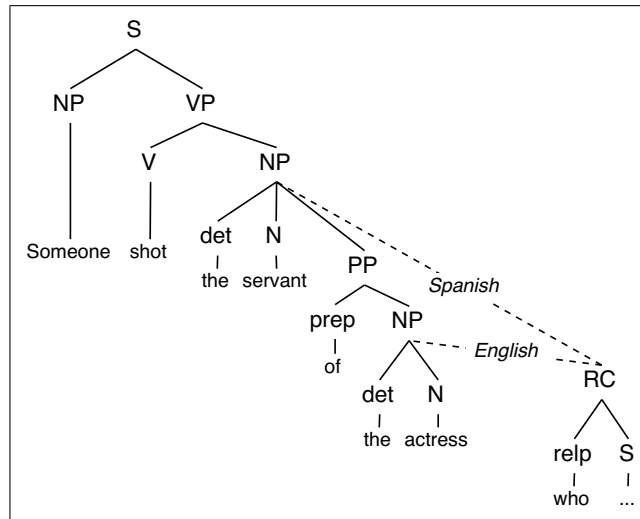 S
NP VP
V NP
Someone shot det N
the servant PP
Spanish
prep NP
of English
RC
det N
the actress relp S
who ...